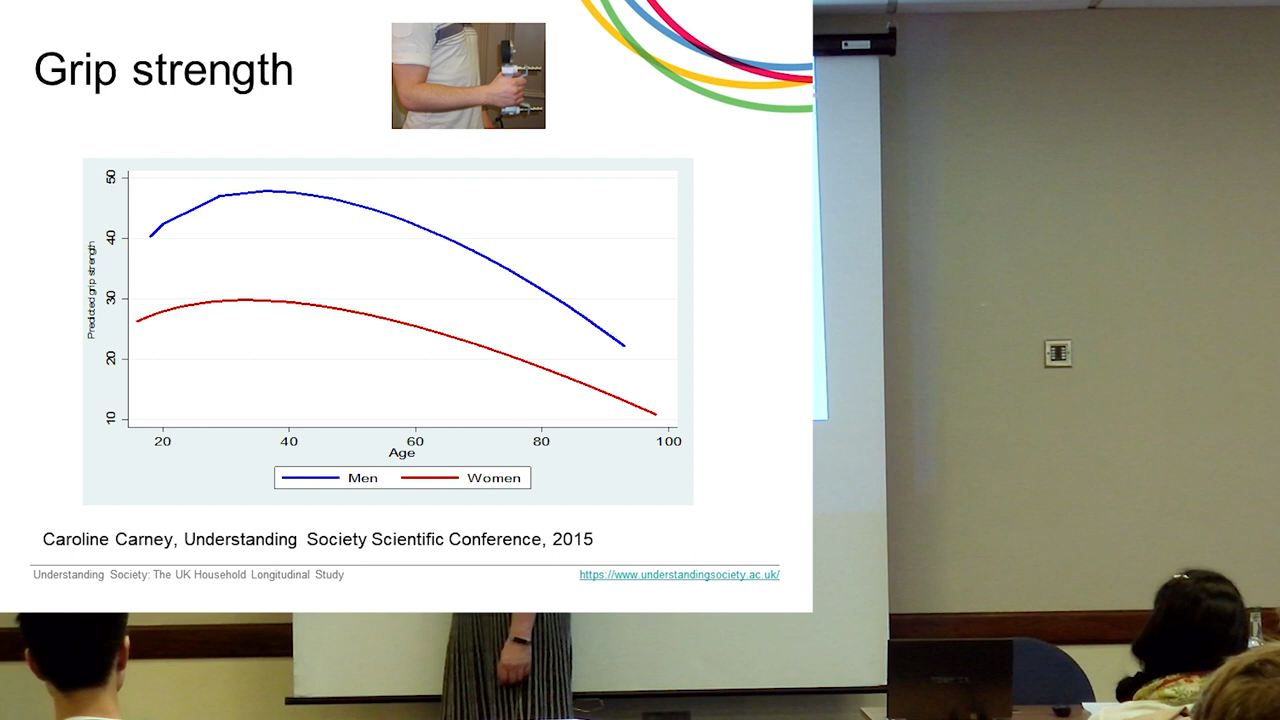 Grip strength
50
40
30
20
10
Predicted grip strength
20 40 60 80 100
Age
Men Women
Caroline Carney, Understanding Society Scientific Conference, 2015
Understanding Society: The UK Household Longitudinal Study
https://www.understandingsociety.ac.uk/